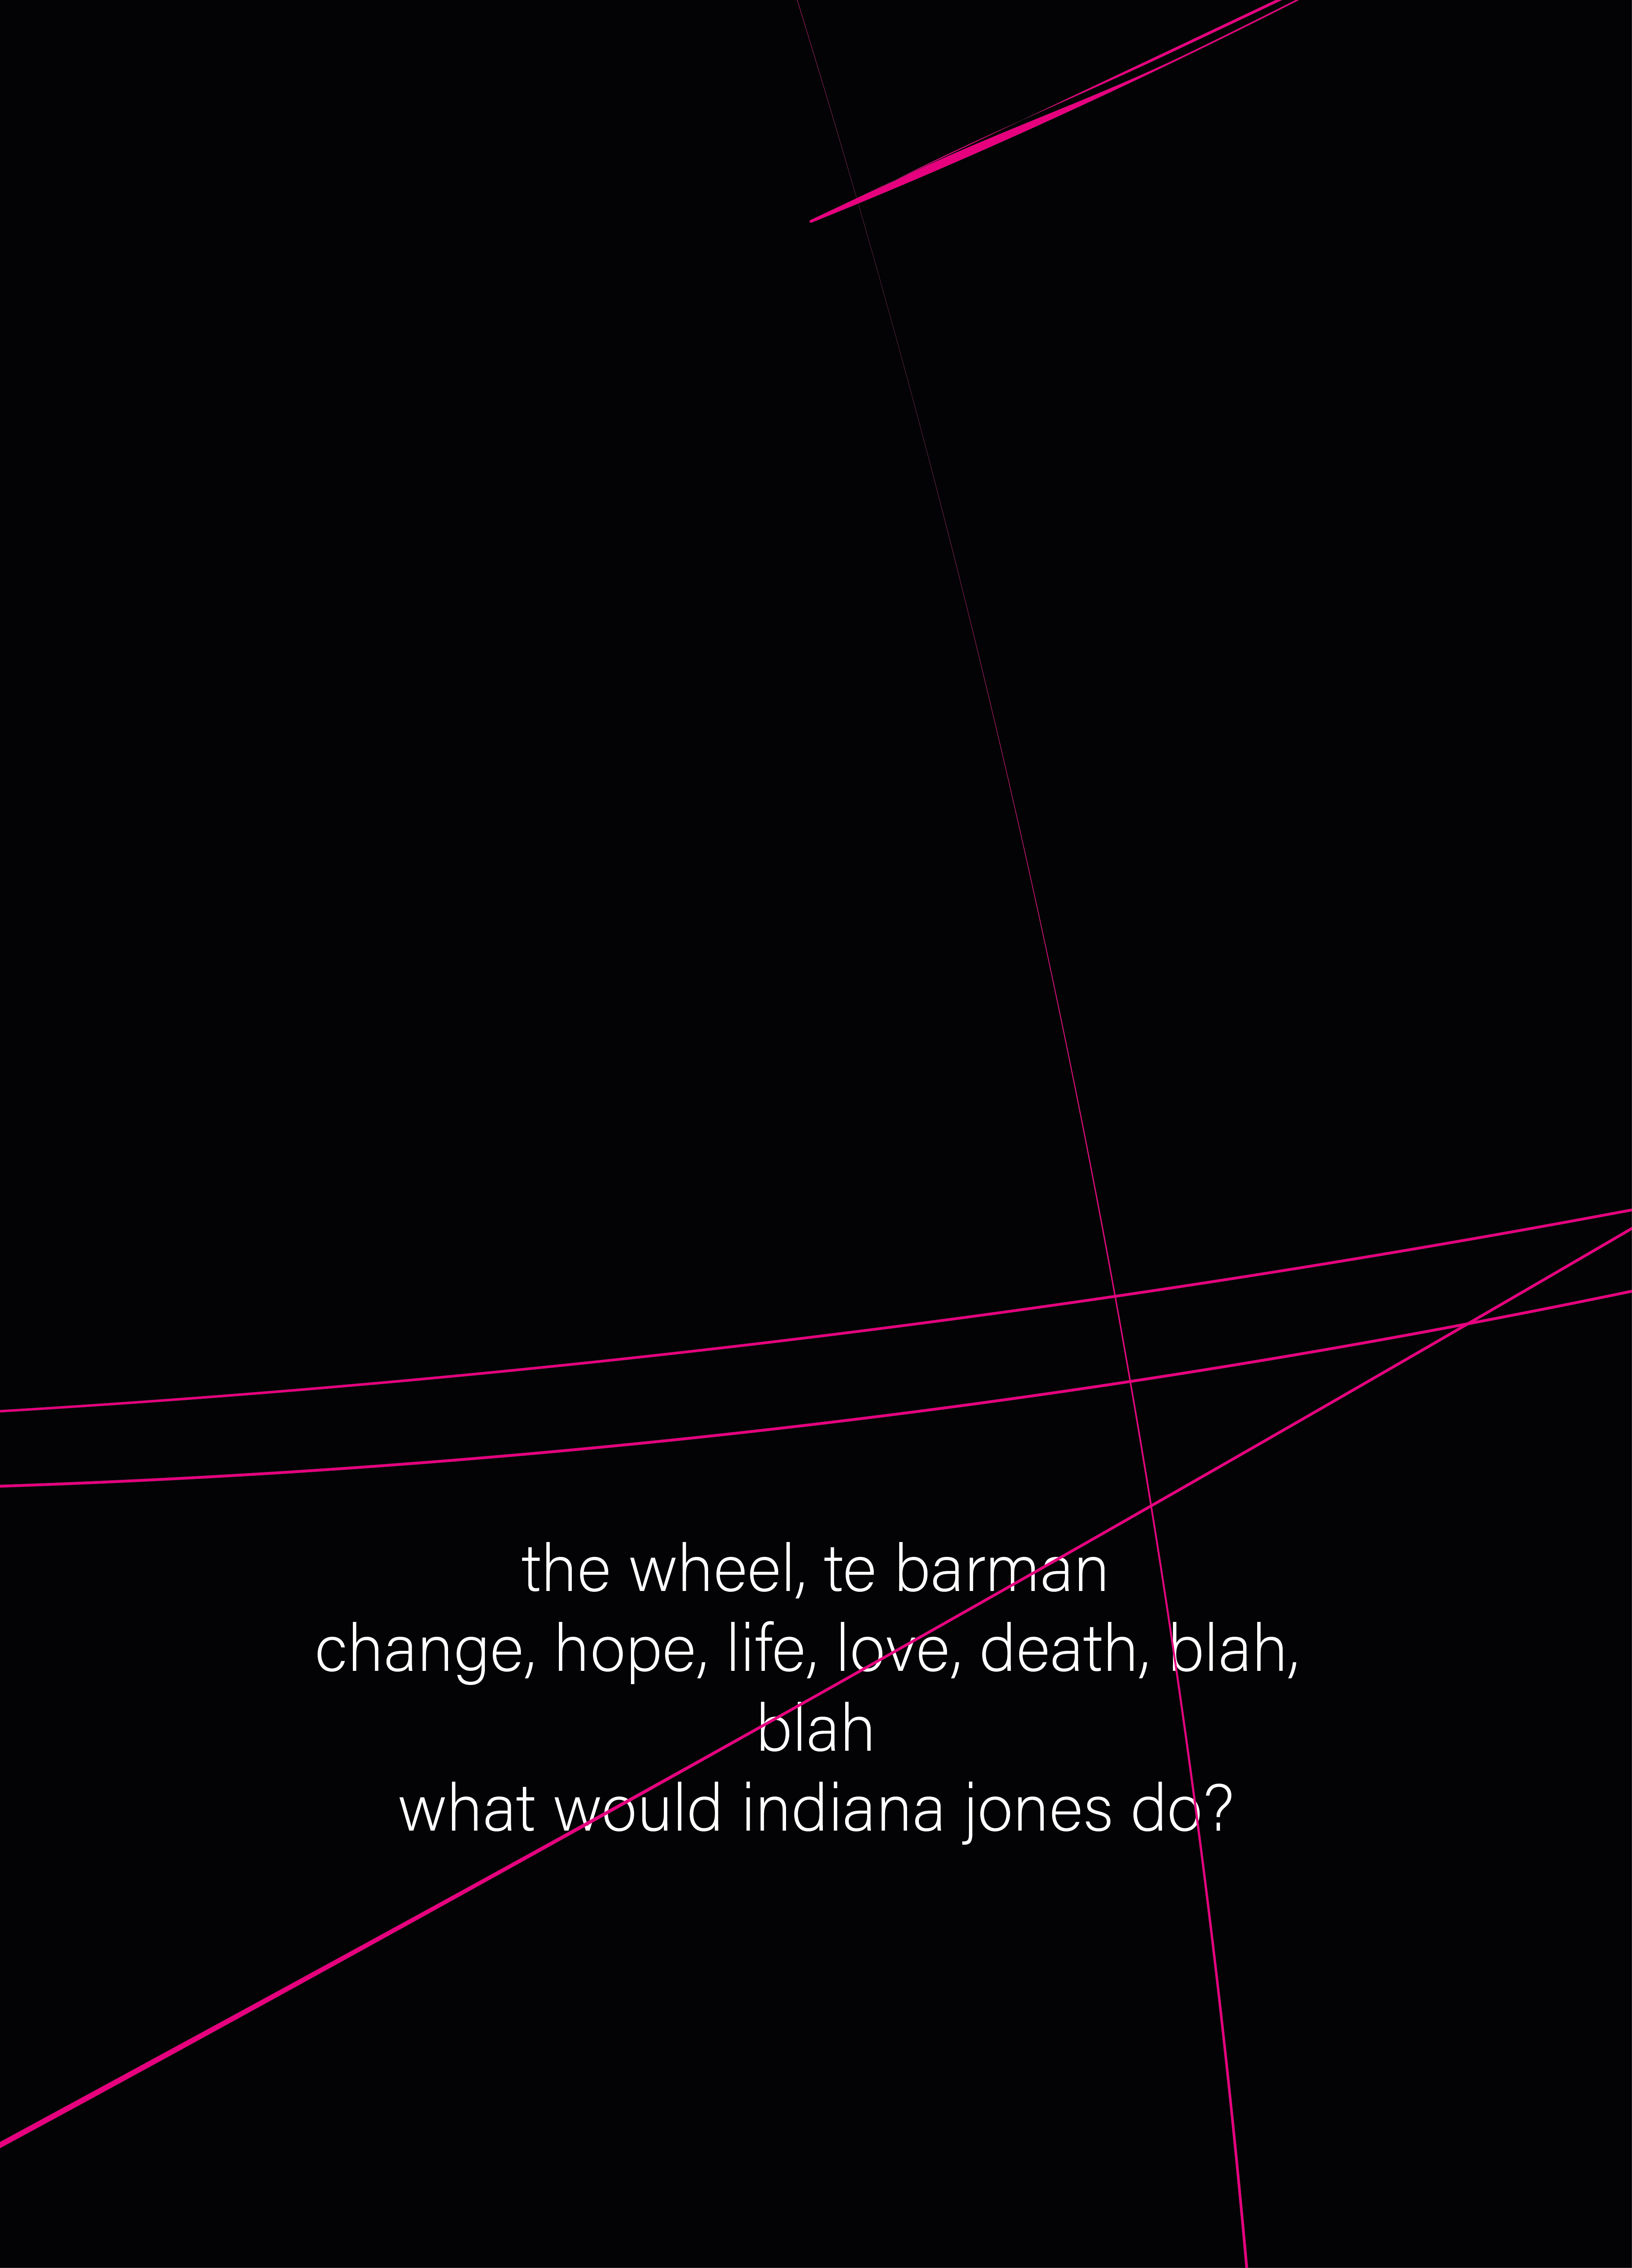 the wheel, te barman
change, hope, life, love, death, blah,
blah
what would indiana jones do?